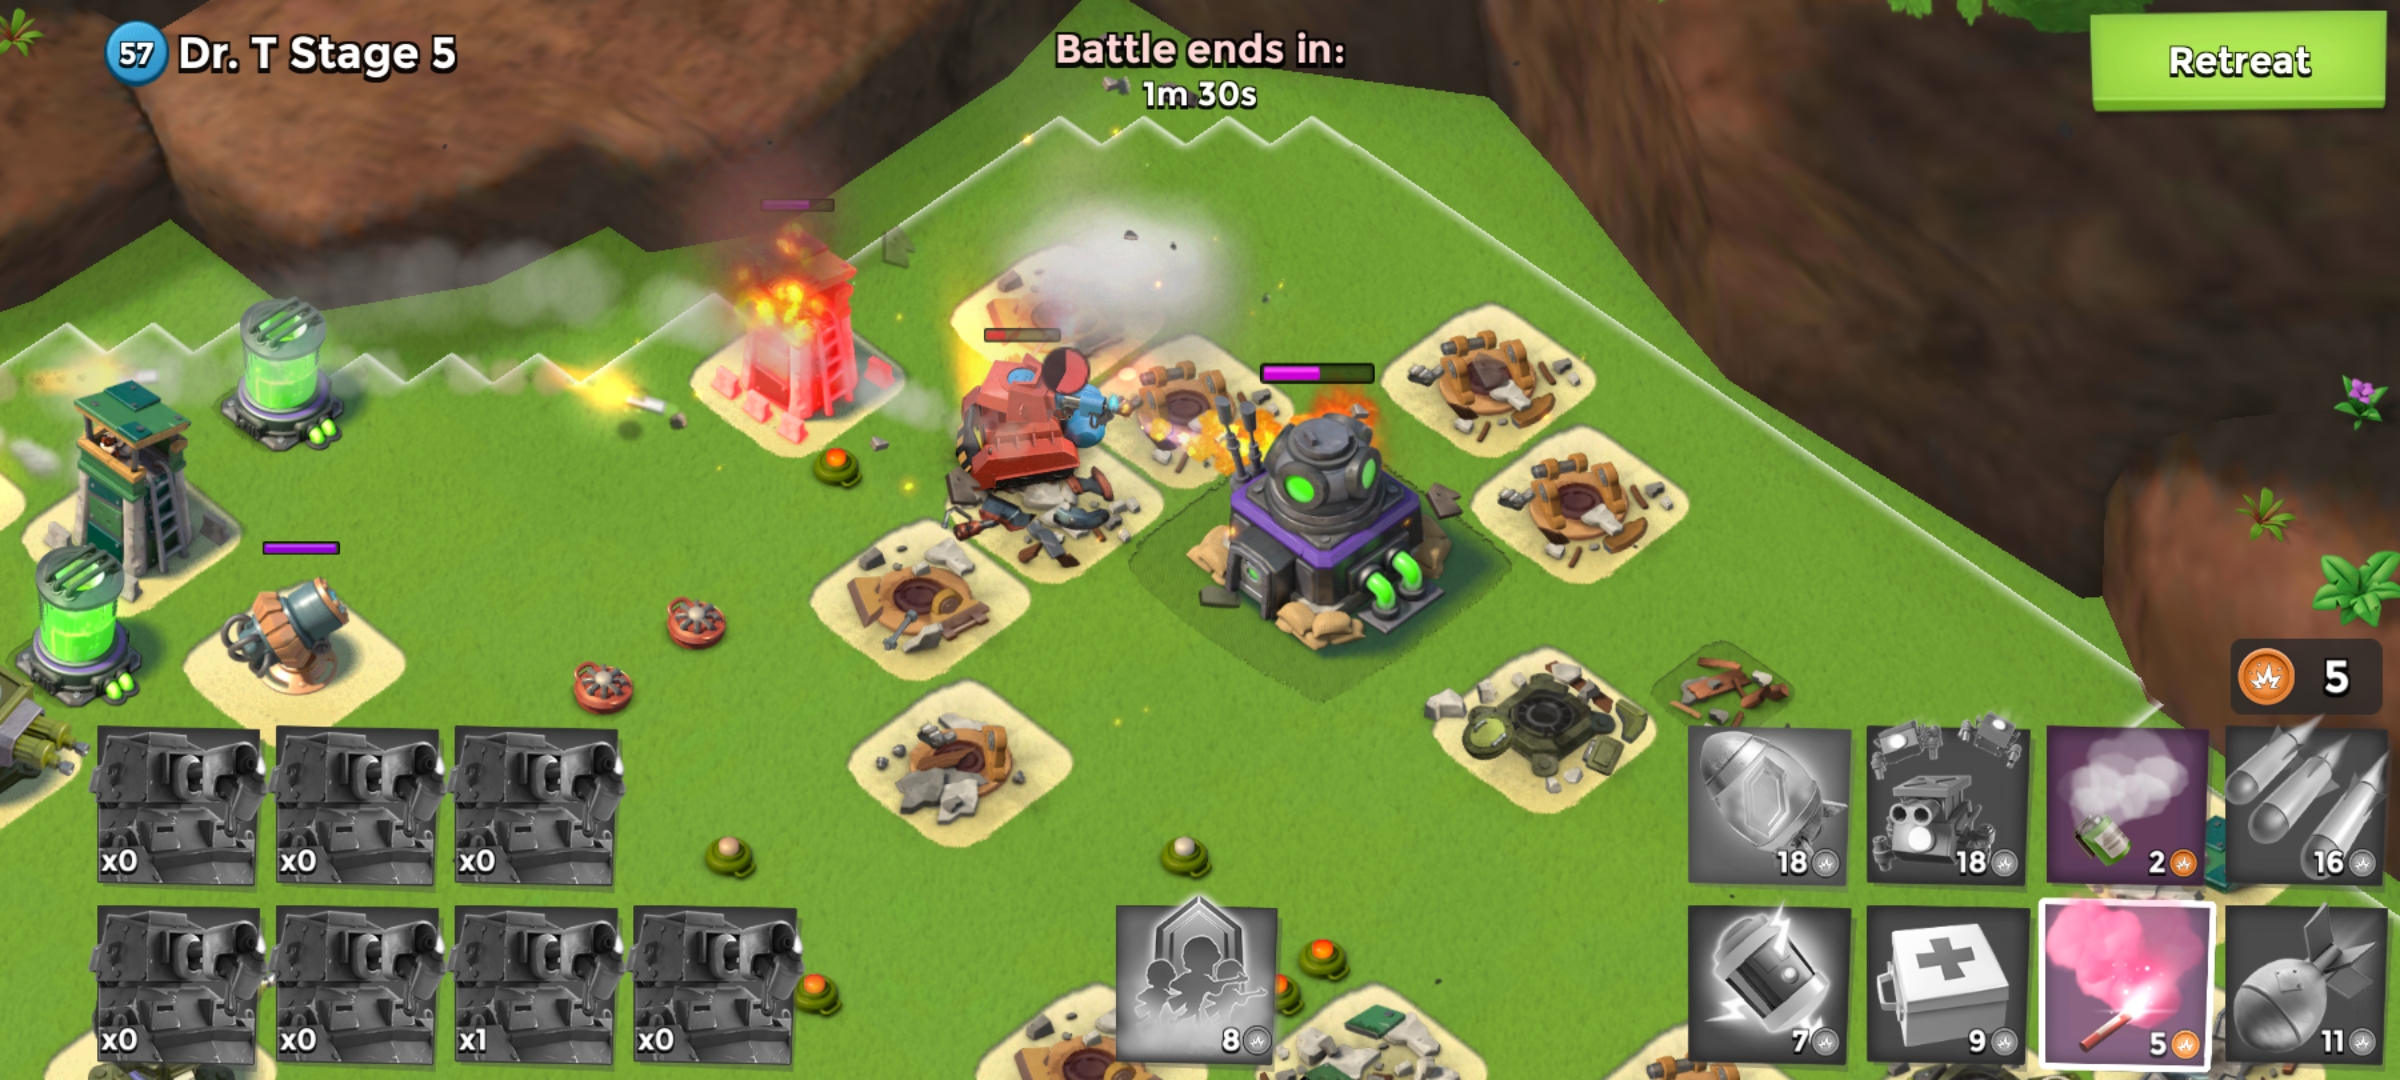 57 Dr. T Stage 5
Battle ends in:
1m 30s
Retreat
5
x0 x0 x0
18 18 2 16
x0 x0 x1 x0
8
7 9 5 11